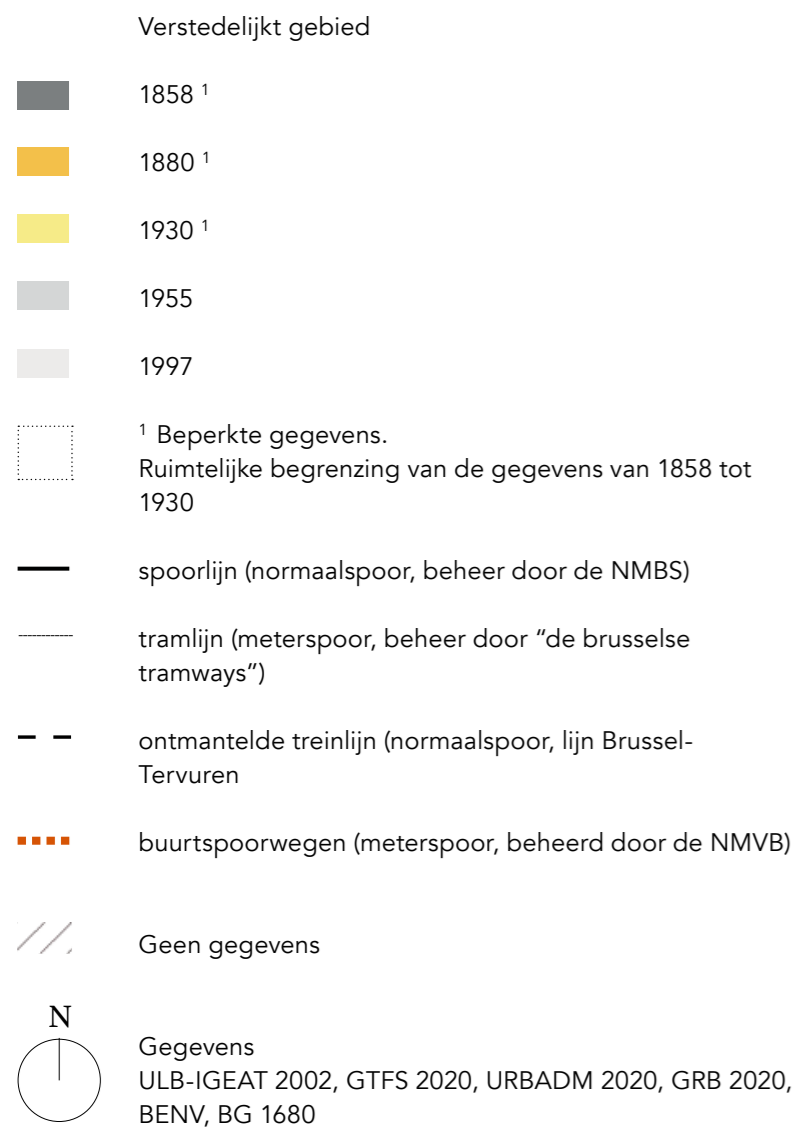 Verstedelijkt gebied
1858 ¹
1880 ¹
1930 ¹
1955
1997
¹ Beperkte gegevens.
Ruimtelijke begrenzing van de gegevens van 1858 tot
1930
spoorlijn (normaalspoor, beheer door de NMBS)
tramlijn (meterspoor, beheer door “de brusselse
tramways”)
ontmantelde treinlijn (normaalspoor, lijn Brussel-
Tervuren
buurtspoorwegen (meterspoor, beheerd door de NMVB)
Geen gegevens
N
Gegevens
ULB-IGEAT 2002, GTFS 2020, URBADM 2020, GRB 2020,
BENV, BG 1680